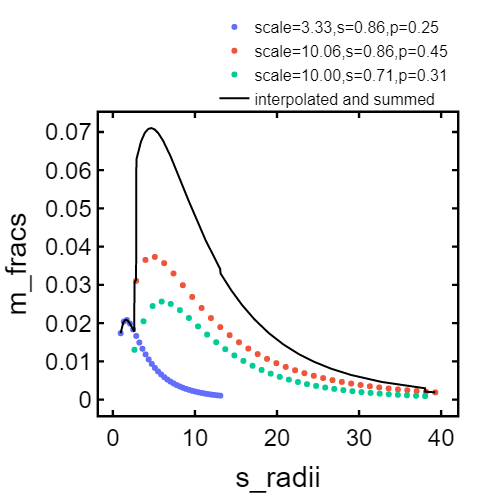 scale=3.33,s=0.86,p=0.25
scale=10.06,s=0.86,p=0.45
scale=10.00,s=0.71,p=0.31
interpolated and summed
0.07
0.06
0.05
0.04
0.03
0.02
0.01
0
m_fracs
0 10 20 30 40
s_radii